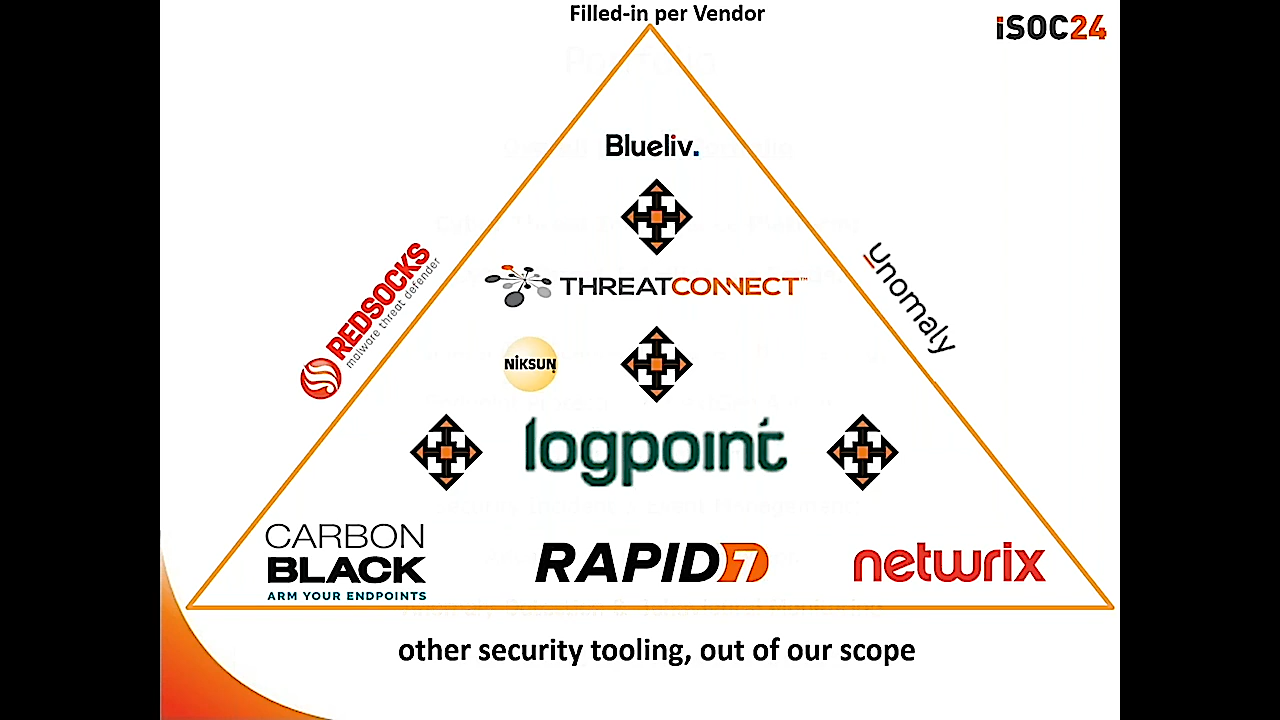 Filled-in per Vendor
iSOC24
Blueliv.
THREATCONNECT™
REDSOCKS
malware threat defender
unomaly
NIKSUN
logpoint
CARBON
BLACK
ARM YOUR ENDPOINTS
RAPID7
netwrix
other security tooling, out of our scope